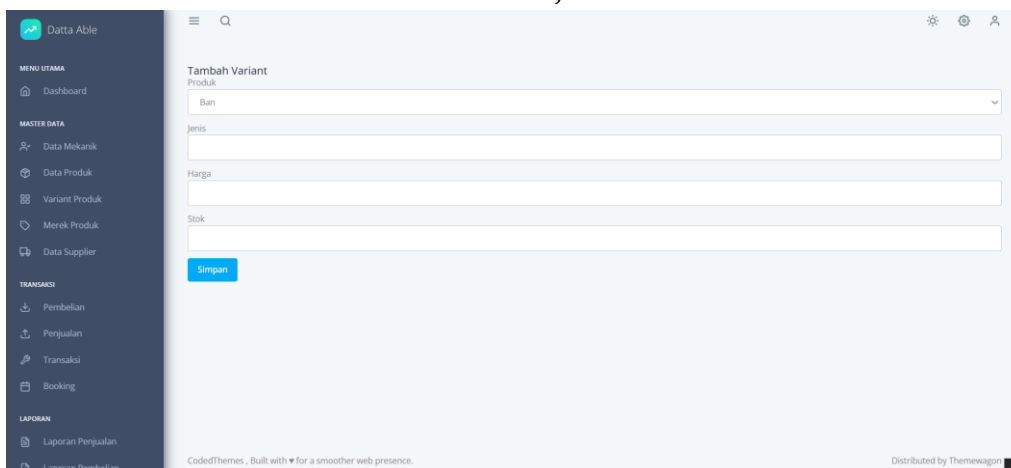 Datta Able
MENU UTAMA
Dashboard
MASTER DATA
Data Mekanik
Data Produk
Variant Produk
Merek Produk
Data Supplier
TRANSAKSI
Pembelian
Penjualan
Transaksi
Booking
LAPORAN
Laporan Penjualan
Laporan Pembelian
Tambah Variant
Produk
Ban
Jenis
Harga
Stok
Simpan
CodedThemes , Built with ♥ for a smoother web presence.
Distributed by Themewagon